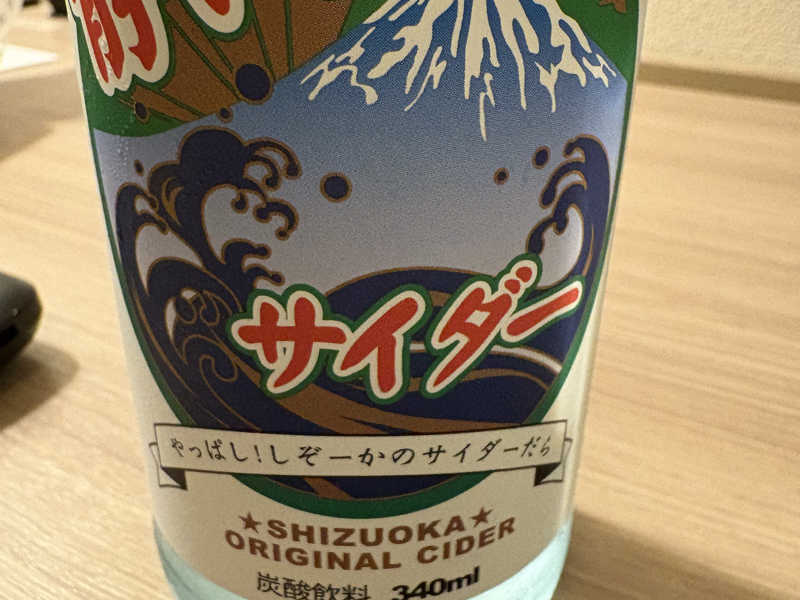 サイダー
やっぱし!しぞーかのサイダーだら
★SHIZUOKA★
ORIGINAL CIDER
炭酸飲料 340ml